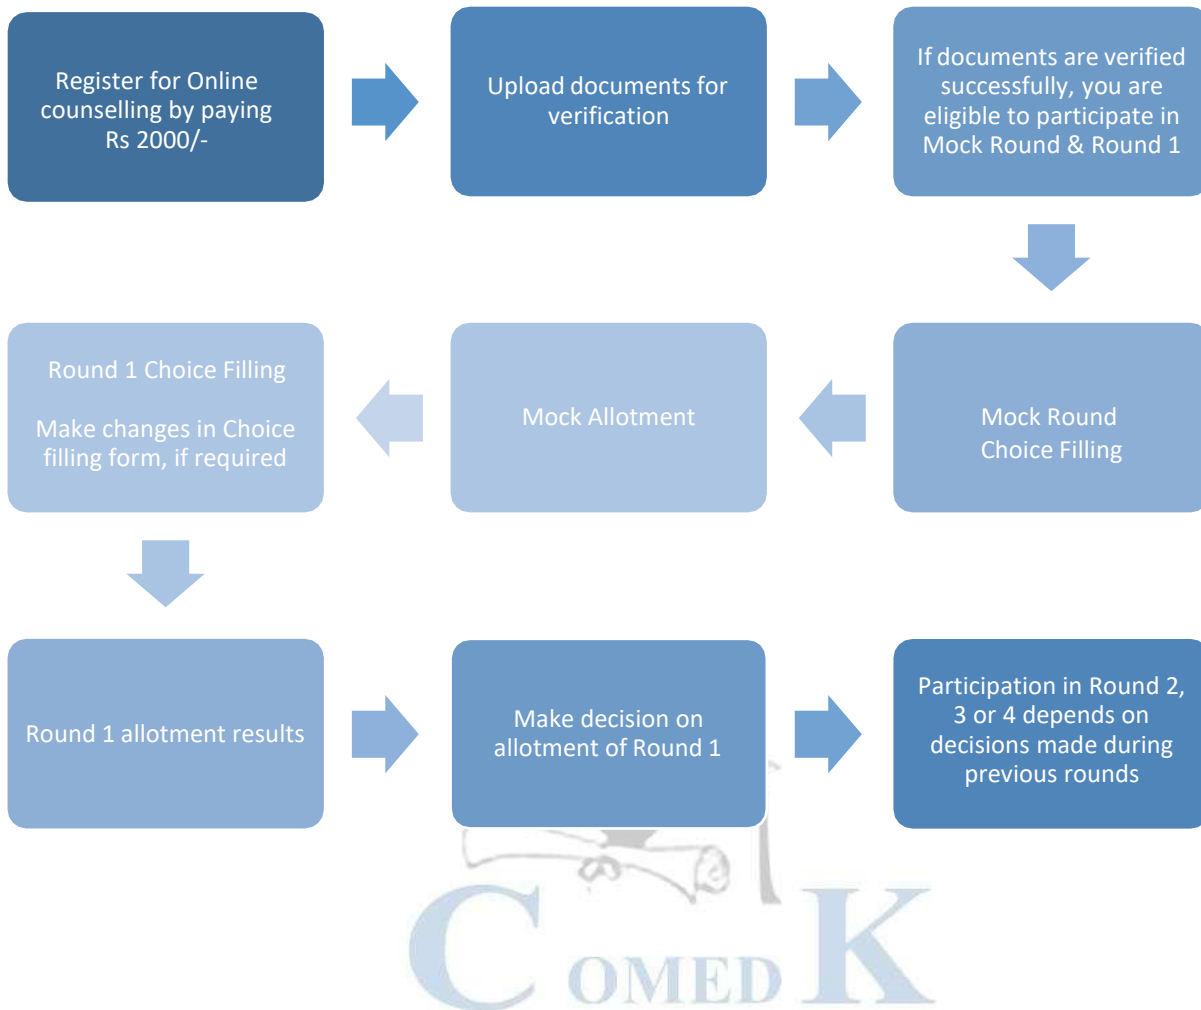 Register for Online
counselling by paying
Rs 2000/-
Upload documents for
verification
If documents are verified
successfully, you are
eligible to participate in
Mock Round & Round 1
Mock Round
Choice Filling
Mock Allotment
Round 1 Choice Filling
Make changes in Choice
filling form, if required
Round 1 allotment results
Make decision on
allotment of Round 1
Participation in Round 2,
3 or 4 depends on
decisions made during
previous rounds
COMEDK